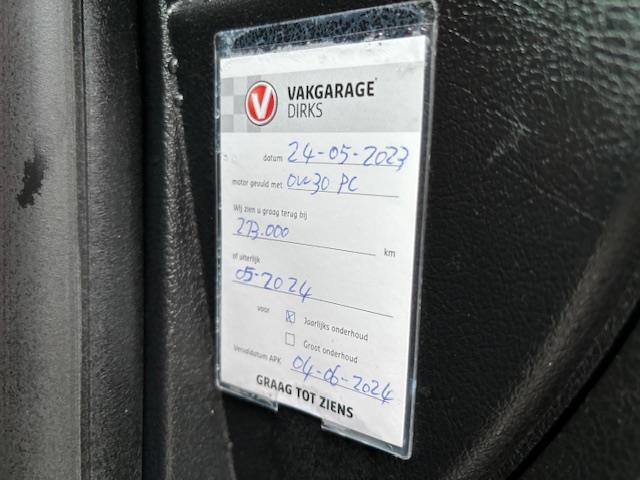 VAKGARAGE
DIRKS
datum 24-05-2023
motor gevuld met 0w30 PC
Wij zien u graag terug bij
273.000 km
of uiterlijk
05-2024
voor x Jaarlijks onderhoud
Groot onderhoud
Vervaldatum APK 04-06-2024
GRAAG TOT ZIENS